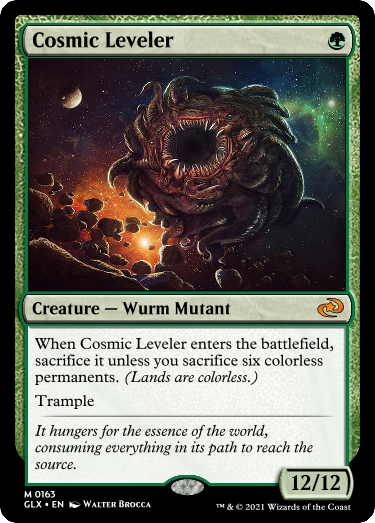 Cosmic Leveler
Creature — Wurm Mutant
When Cosmic Leveler enters the battlefield,
sacrifice it unless you sacrifice six colorless
permanents. (Lands are colorless.)
Trample
It hungers for the essence of the world,
consuming everything in its path to reach the
source.
12/12
M 0163
GLX • EN Walter Brocca
™ & © 2021 Wizards of the Coast